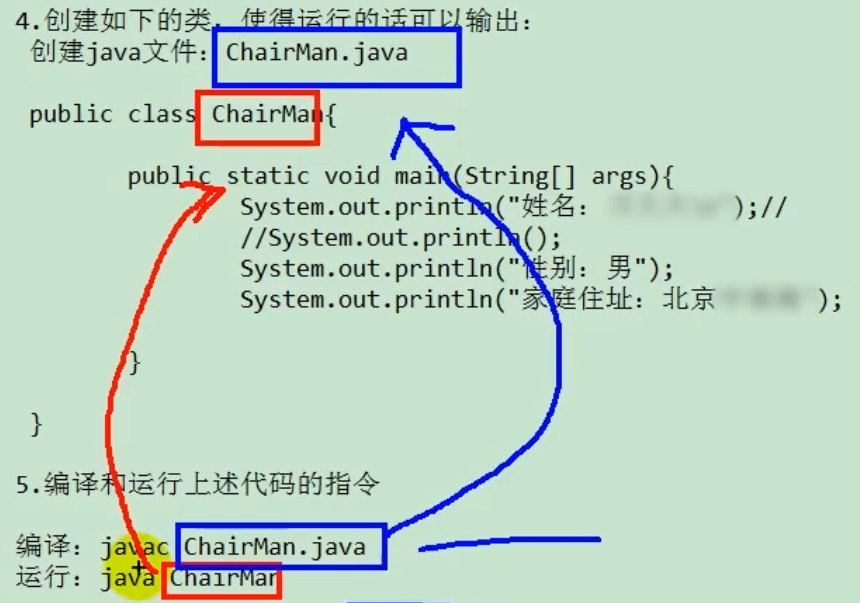 4.创建如下的类，使得运行的话可以输出：
创建java文件：ChairMan.java
public class ChairMan{
public static void main(String[] args){
System.out.println("姓名：");//
//System.out.println();
System.out.println("性别：男");
System.out.println("家庭住址：北京");
}
}
5.编译和运行上述代码的指令
编译：javac ChairMan.java
运行：java ChairMan